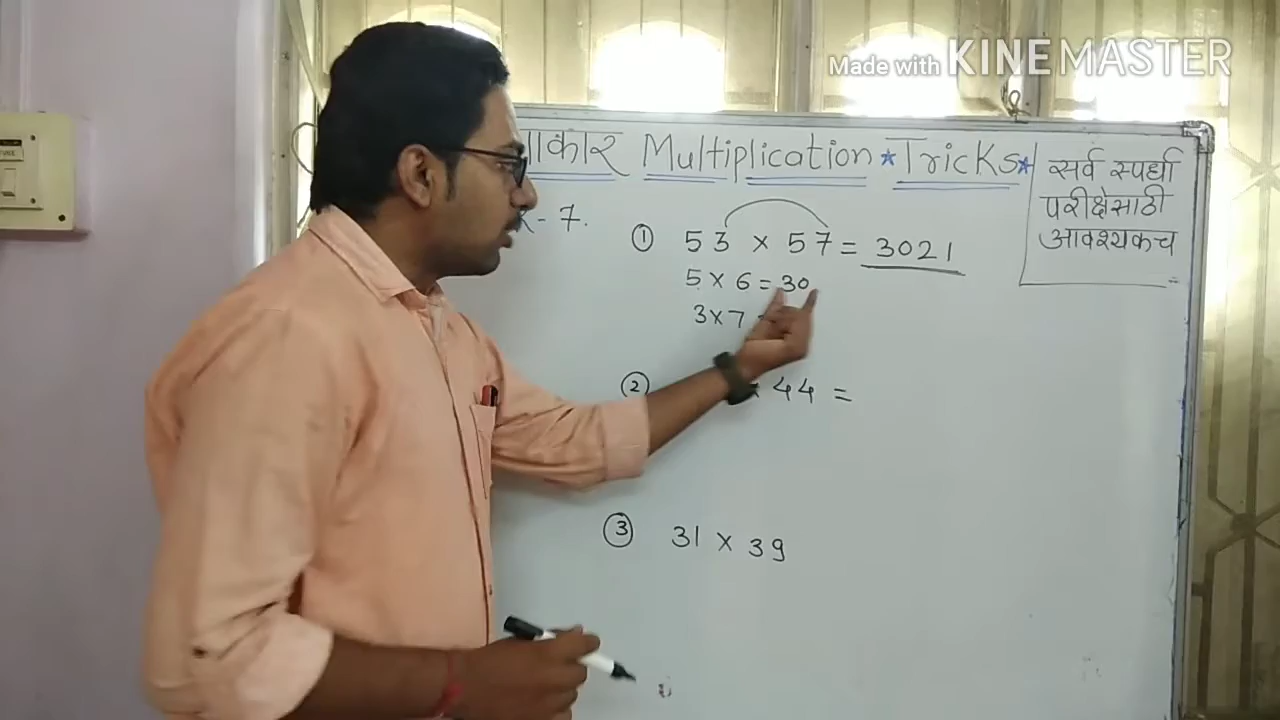 Made with KINEMASTER
Multiplication *Tricks*
सर्व स्पर्धा
परीक्षेसाठी
आवश्यकच
- 7.
① 53 × 57 = 3021
5 × 6 = 30
3×7
② × 44 =
③ 31 × 39